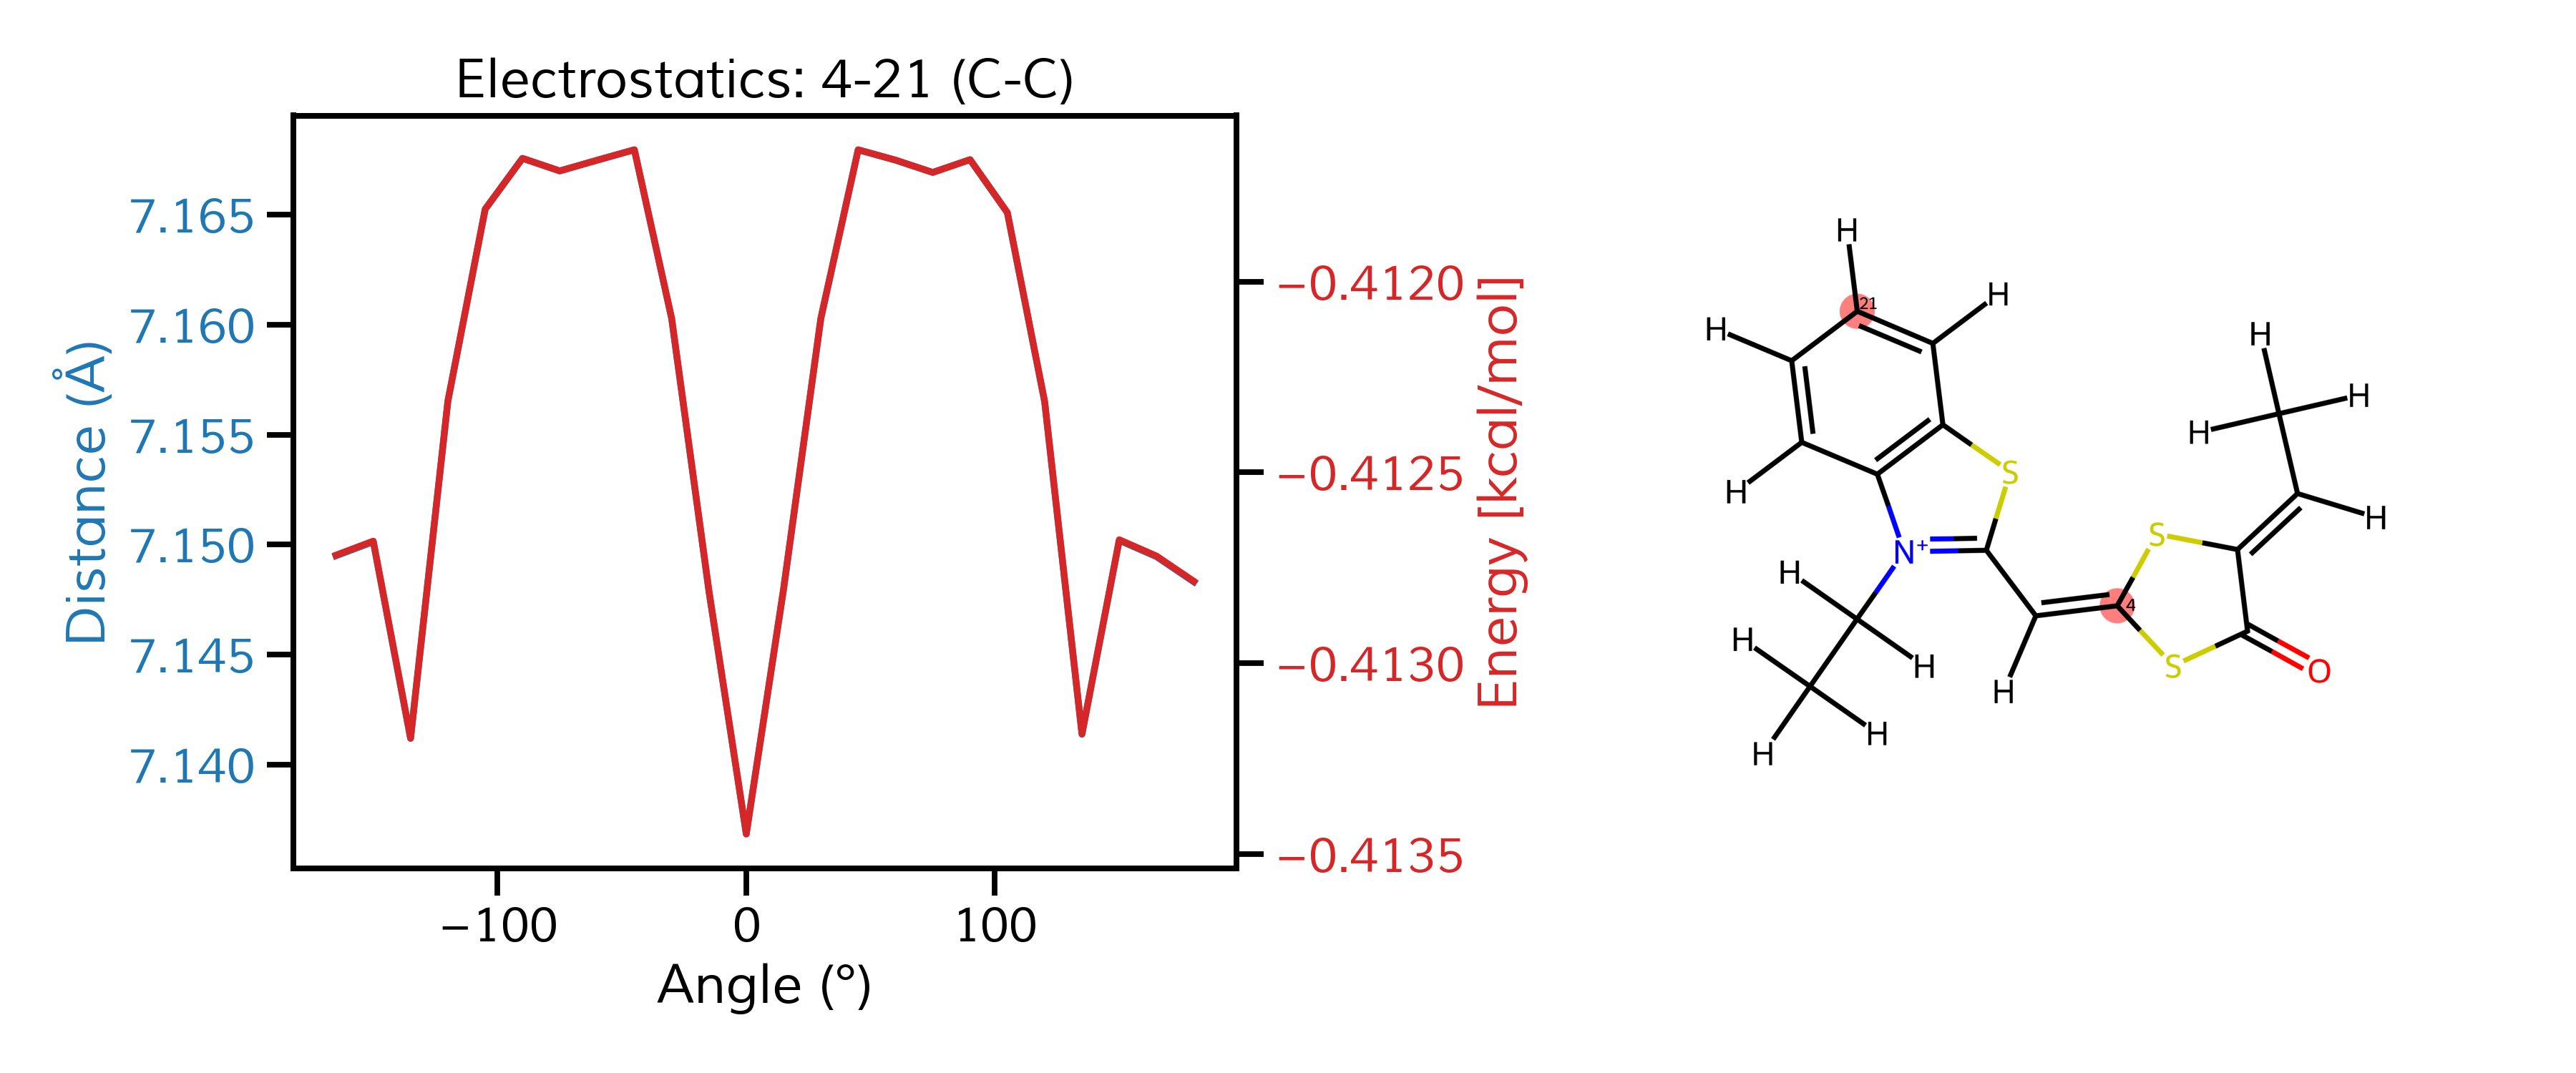 Electrostatics: 4-21 (C-C)
Distance (Å)
7.165
7.160
7.155
7.150
7.145
7.140
−0.4120
−0.4125
−0.4130
−0.4135
Energy [kcal/mol]
−100
0
100
Angle (°)
H
21
H
H
H
H
H
H
S
H
S
H
N+
H
4
H
H
S
O
H
H
H